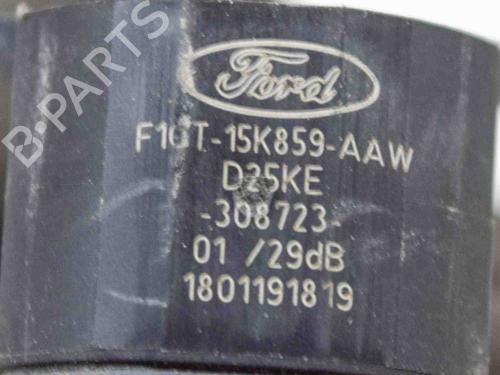 B-PARTS
Ford
F1GT-15K859-AAW
D25KE
-308723-
01 /29dB
1801191819